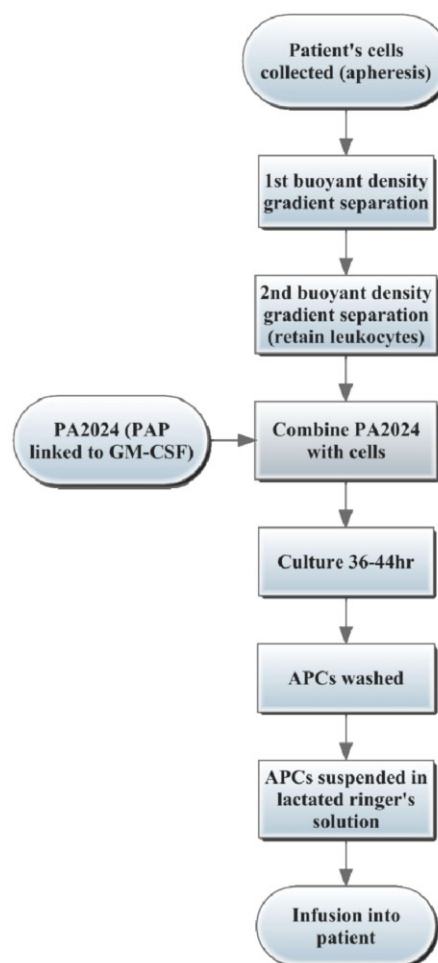 Patient's cells
collected (apheresis)
1st buoyant density
gradient separation
2nd buoyant density
gradient separation
(retain leukocytes)
PA2024 (PAP
linked to GM-CSF)
Combine PA2024
with cells
Culture 36-44hr
APCs washed
APCs suspended in
lactated ringer's
solution
Infusion into
patient